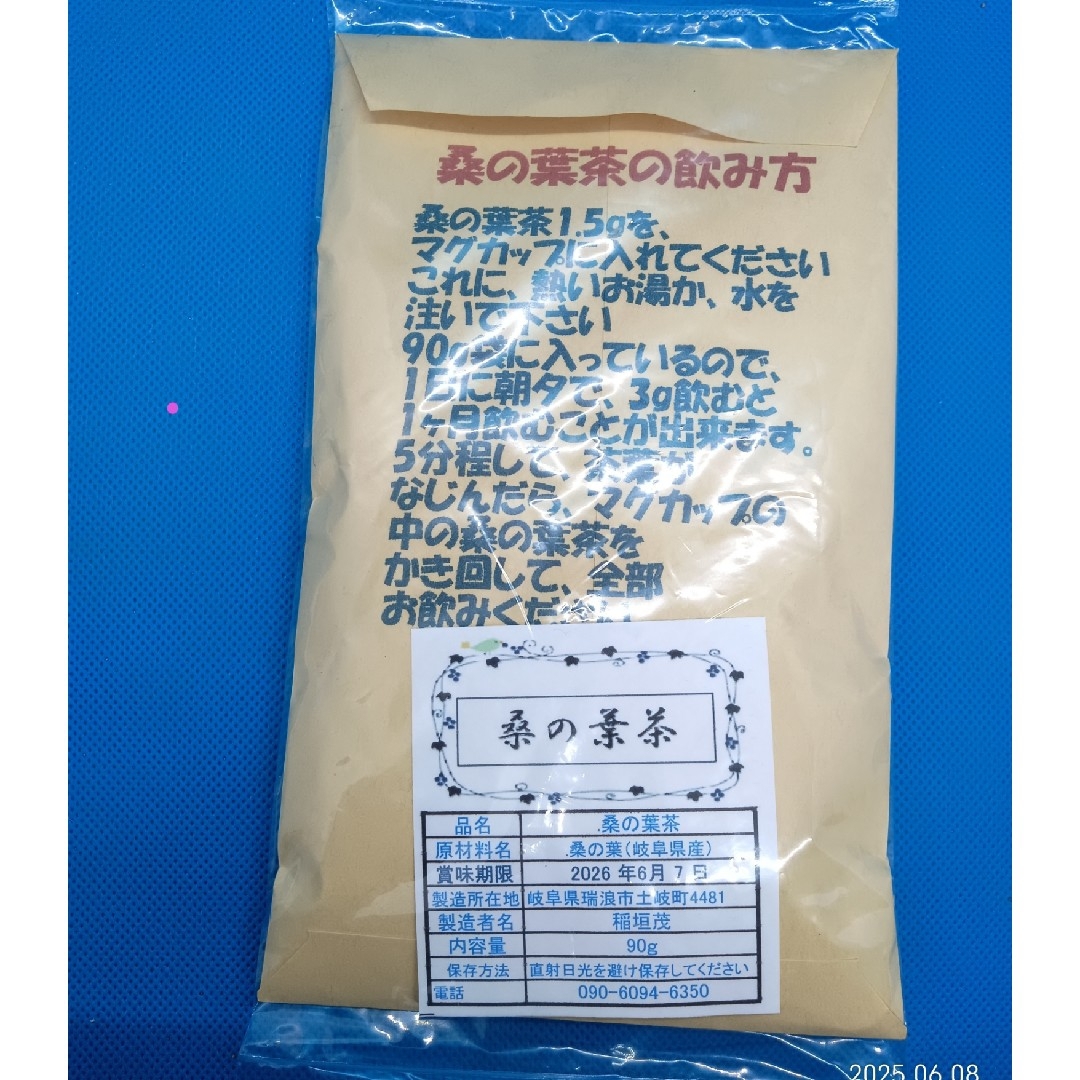 桑の葉茶の飲み方
桑の葉茶1.5gを、
マグカップに入れてください
これに、熱いお湯か、水を
注いで下さい
90g袋に入っているので、
1日に朝夕で、3g飲むと
1ヶ月飲むことが出来ます。
5分程して、茶葉が
なじんだら、マグカップの
中の桑の葉茶を
かき回して、全部
お飲みください
桑の葉茶
品名 .桑の葉茶
原材料名 .桑の葉(岐阜県産)
賞味期限 2026 年6月 7 日
製造所在地 岐阜県瑞浪市土岐町4481
製造者名 稲垣茂
内容量 90g
保存方法 直射日光を避け保存してください
電話 090-6094-6350
2025.06.08